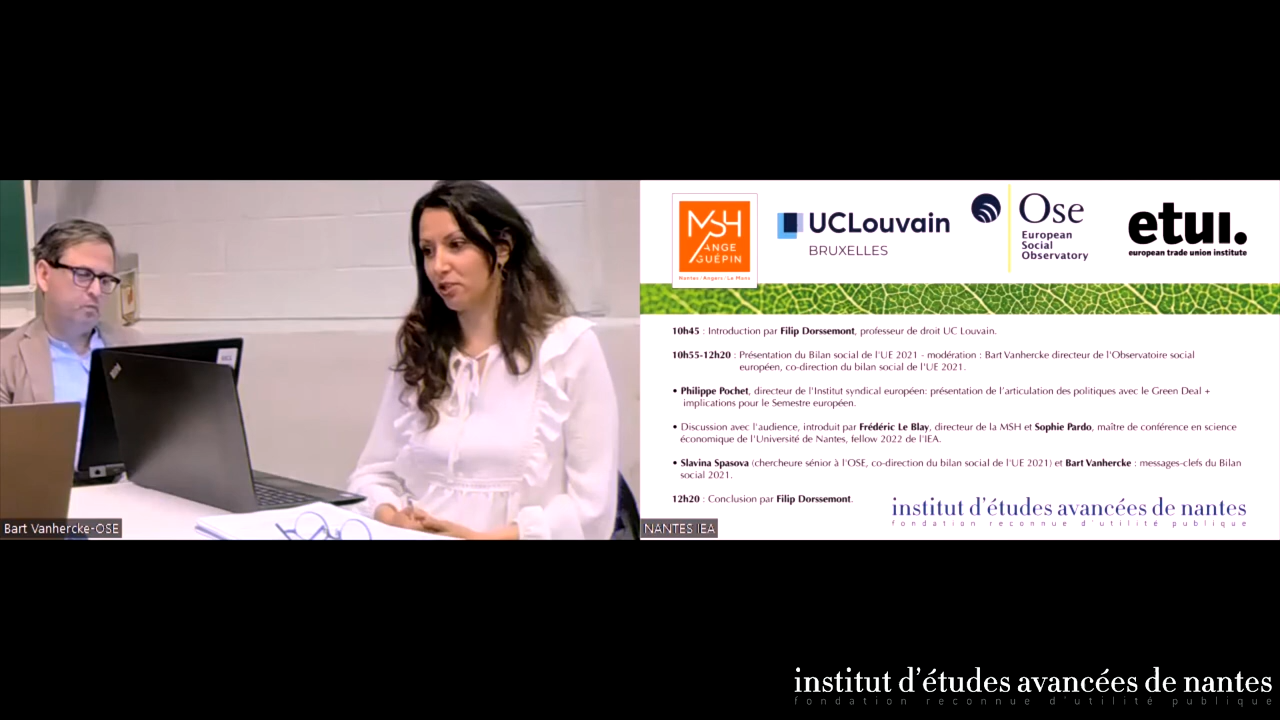 MSH
ANGE
GUÉPIN
Nantes | Angers | Le Mans
UCLouvain
BRUXELLES
Ose
European
Social
Observatory
etui.
european trade union institute
10h45 : Introduction par Filip Dorssemont, professeur de droit UC Louvain.
10h55-12h20 : Présentation du Bilan social de l'UE 2021 - modération : Bart Vanhercke directeur de l'Observatoire social
européen, co-direction du bilan social de l'UE 2021.
• Philippe Pochet, directeur de l'Institut syndical européen: présentation de l'articulation des politiques avec le Green Deal +
implications pour le Semestre européen.
• Discussion avec l'audience, introduit par Frédéric Le Blay, directeur de la MSH et Sophie Pardo, maître de conférence en science
économique de l'Université de Nantes, fellow 2022 de l'IEA.
• Slavina Spasova (chercheure sénior à l'OSE, co-direction du bilan social de l'UE 2021) et Bart Vanhercke : messages-clefs du Bilan
social 2021.
12h20 : Conclusion par Filip Dorssemont.
institut d'études avancées de nantes
fondation reconnue d'utilité publique
Bart Vanhercke-OSE
NANTES IEA
institut d'études avancées de nantes
fondation reconnue d'utilité publique